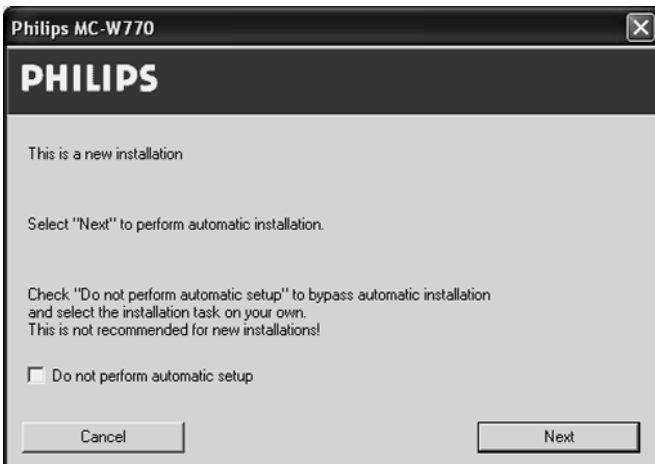 Philips MC-W770
PHILIPS
This is a new installation
Select "Next" to perform automatic installation.
Check "Do not perform automatic setup" to bypass automatic installation
and select the installation task on your own.
This is not recommended for new installations!
Do not perform automatic setup
Cancel
Next